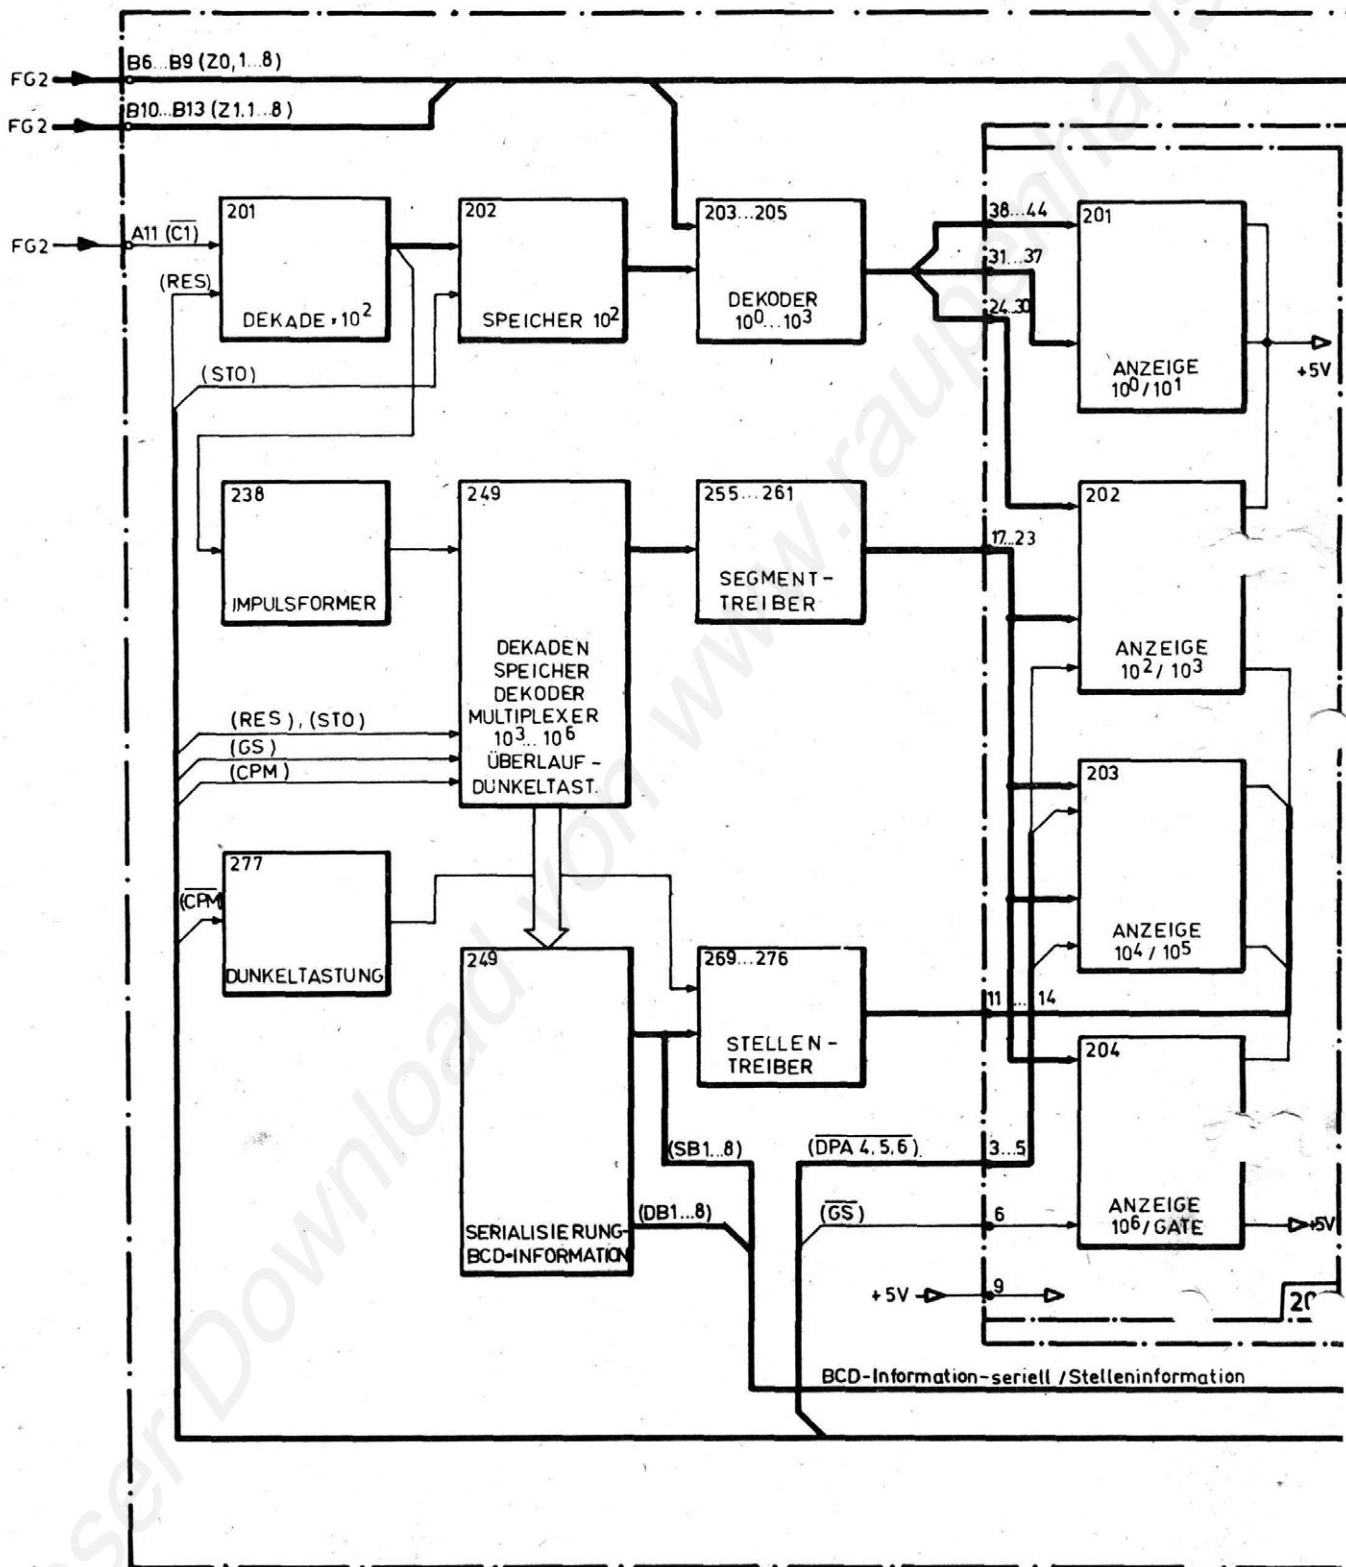 B6...B9 (Z0,1...8)
FG2
B10...B13 (Z1.1...8)
FG2
A11 (C1)
FG2
(RES)
201
DEKADE • 10²
202
SPEICHER 10²
203...205
DEKODER
10⁰...10³
38...44
31...37
24...30
201
ANZEIGE
10⁰/10¹
+5V
(STO)
238
IMPULSFORMER
249
DEKADEN
SPEICHER
DEKODER
MULTIPLEXER
10³...10⁶
ÜBERLAUF-
DUNKELTAST.
255...261
SEGMENT-
TREIBER
17...23
202
ANZEIGE
10²/10³
(RES),(STO)
(GS)
(CPM)
203
ANZEIGE
10⁴/10⁵
277
DUNKELTASTUNG
(CPM)
249
SERIALISIERUNG-
BCD-INFORMATION
269...276
STELLEN-
TREIBER
11...14
204
ANZEIGE
10⁶/GATE
+5V
(SB1...8)
(DB1...8)
(DPA 4,5,6)
3...5
(GS)
6
+5V
9
BCD-Information-seriell /Stelleninformation
Download von www.raupenhaus